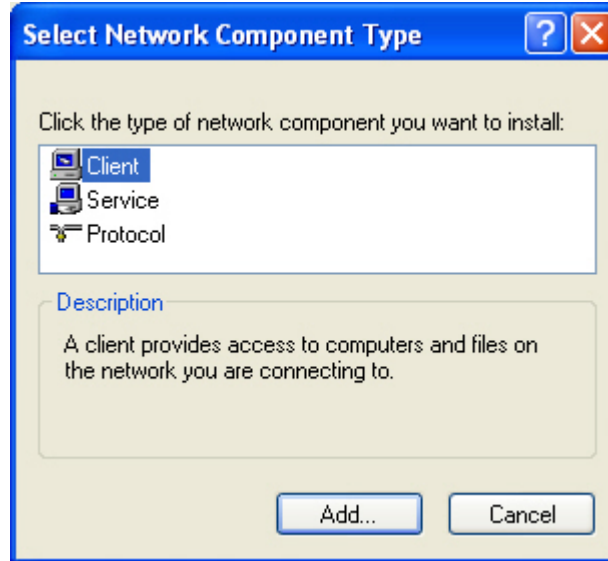 Select Network Component Type
?
Click the type of network component you want to install:
Client
Service
Protocol
Description
A client provides access to computers and files on
the network you are connecting to.
Add...
Cancel